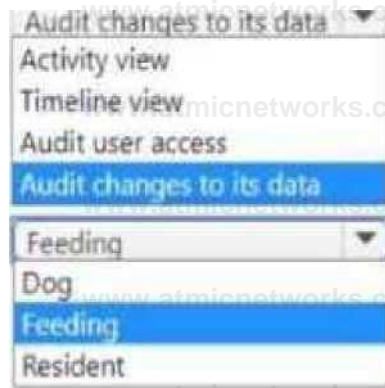 Audit changes to its data
Activity view
Timeline view
Audit user access
Audit changes to its data
Feeding
Dog
Feeding
Resident